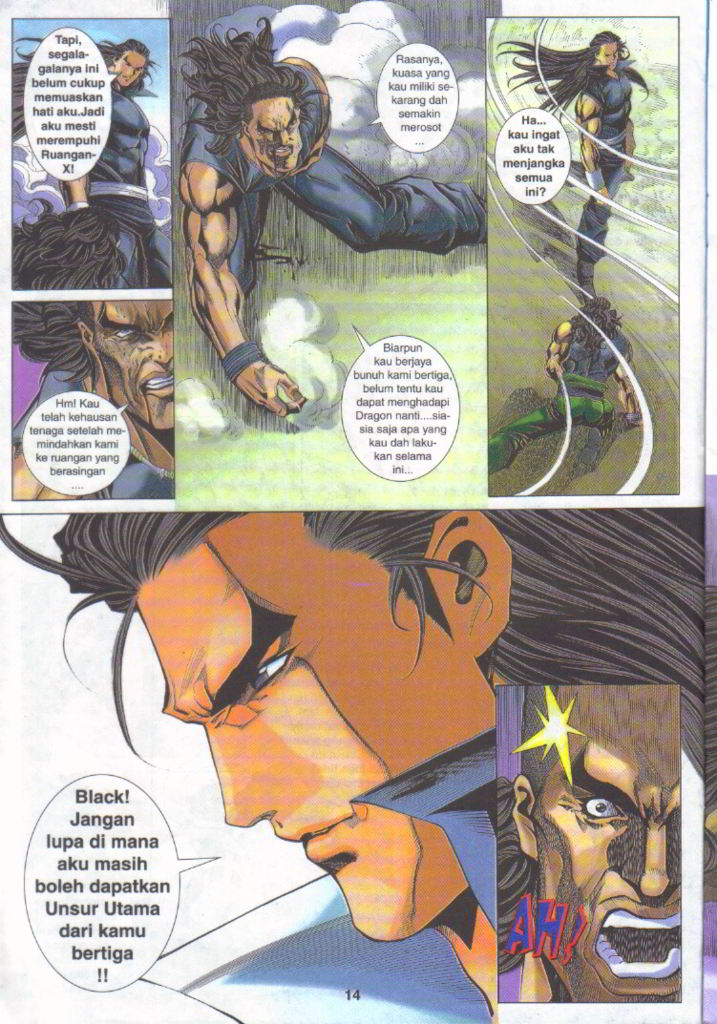 Tapi,
segala-
galanya ini
belum cukup
memuaskan
hati aku.Jadi
aku mesti
merempuhi
Ruangan-
X!
Hm! Kau
telah kehausan
tenaga setelah me-
mindahkan kami
ke ruangan yang
berasingan
....
Rasanya,
kuasa yang
kau miliki se-
karang dah
semakin
merosot
...
Biarpun
kau berjaya
bunuh kami bertiga,
belum tentu kau
dapat menghadapi
Dragon nanti....sia-
sia saja apa yang
kau dah laku-
kan selama
ini...
Ha...
kau ingat
aku tak
menjangka
semua
ini?
Black!
Jangan
lupa di mana
aku masih
boleh dapatkan
Unsur Utama
dari kamu
bertiga
!!
AH!
14